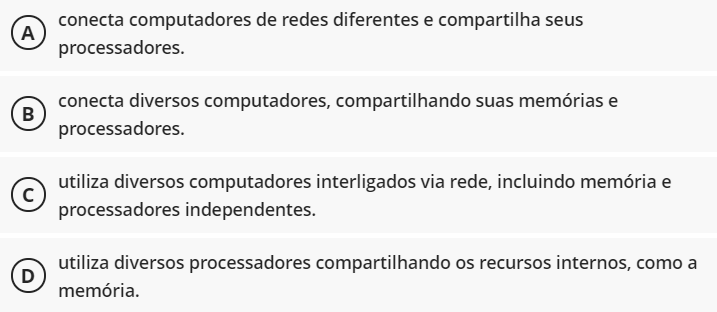 A conecta computadores de redes diferentes e compartilha seus
processadores.
B conecta diversos computadores, compartilhando suas memórias e
processadores.
C utiliza diversos computadores interligados via rede, incluindo memória e
processadores independentes.
D utiliza diversos processadores compartilhando os recursos internos, como a
memória.